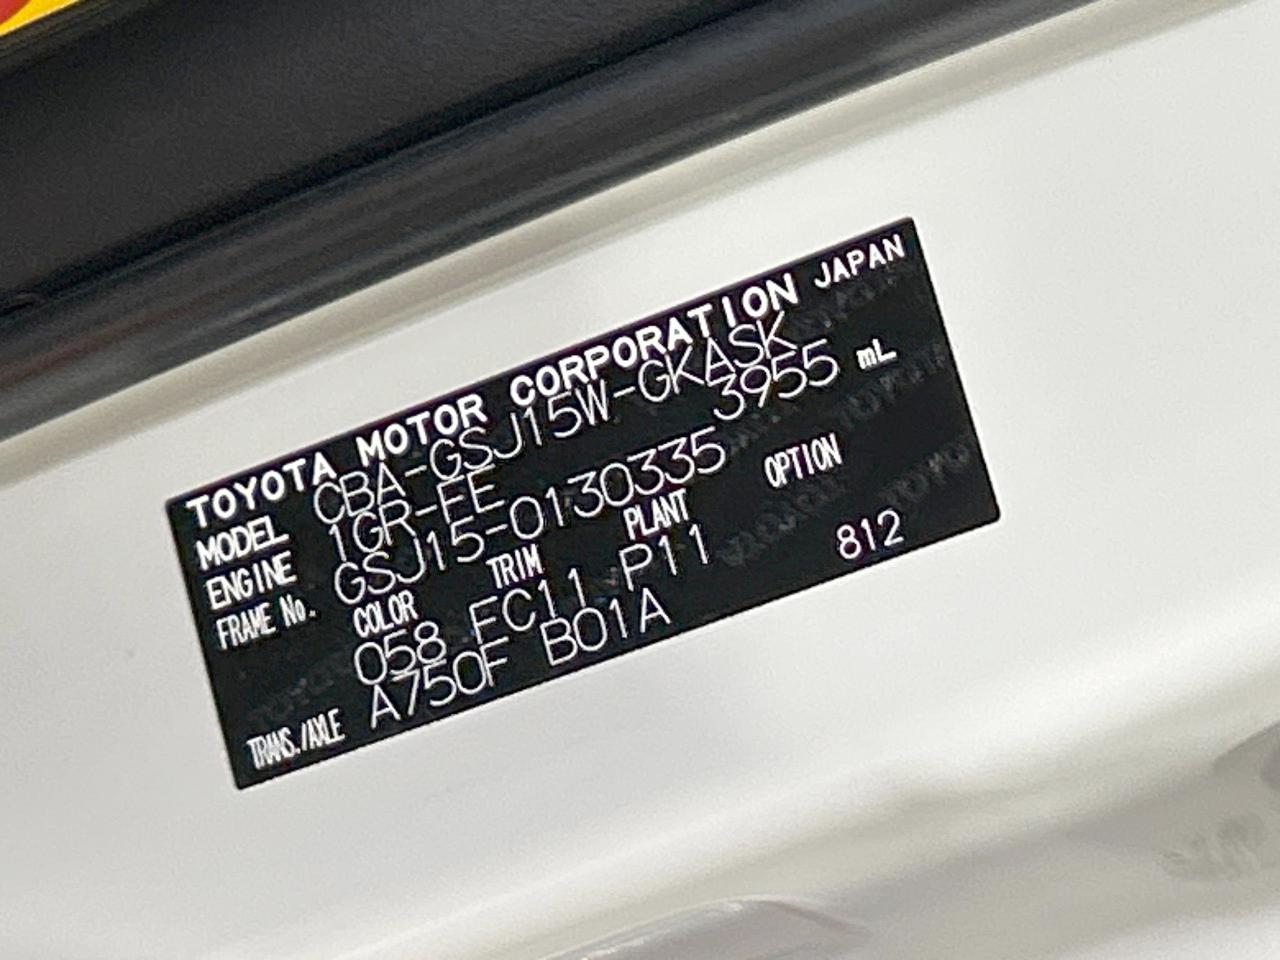 TOYOTA MOTOR CORPORATION JAPAN
MODEL CBA-GSJ15W-GKASK
ENGINE 1GR-FE 3955 mL
FRAME No. GSJ15-0130335
COLOR TRIM PLANT OPTION
058 FC11 P11 812
TRANS./AXLE A750F B01A